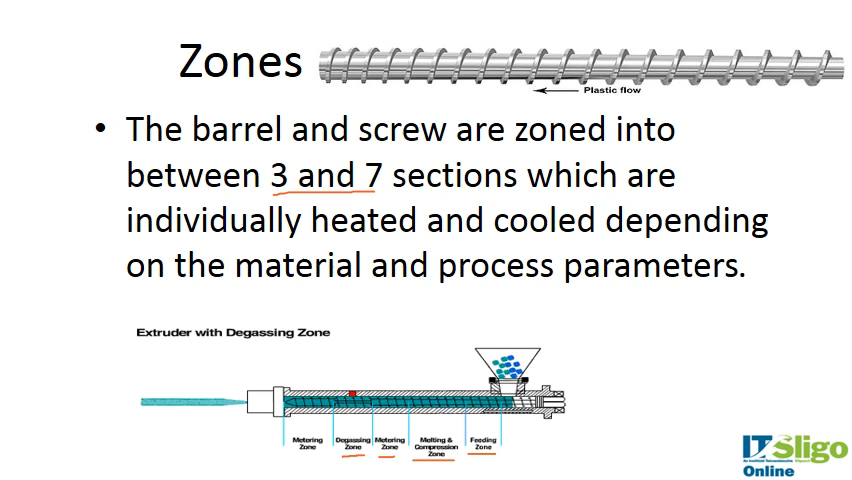 Zones
Plastic flow
• The barrel and screw are zoned into
between 3 and 7 sections which are
individually heated and cooled depending
on the material and process parameters.
Extruder with Degassing Zone
Metering
Zone
Degassing
Zone
Metering
Zone
Melting &
Compression
Zone
Feeding
Zone
IT Sligo
Online